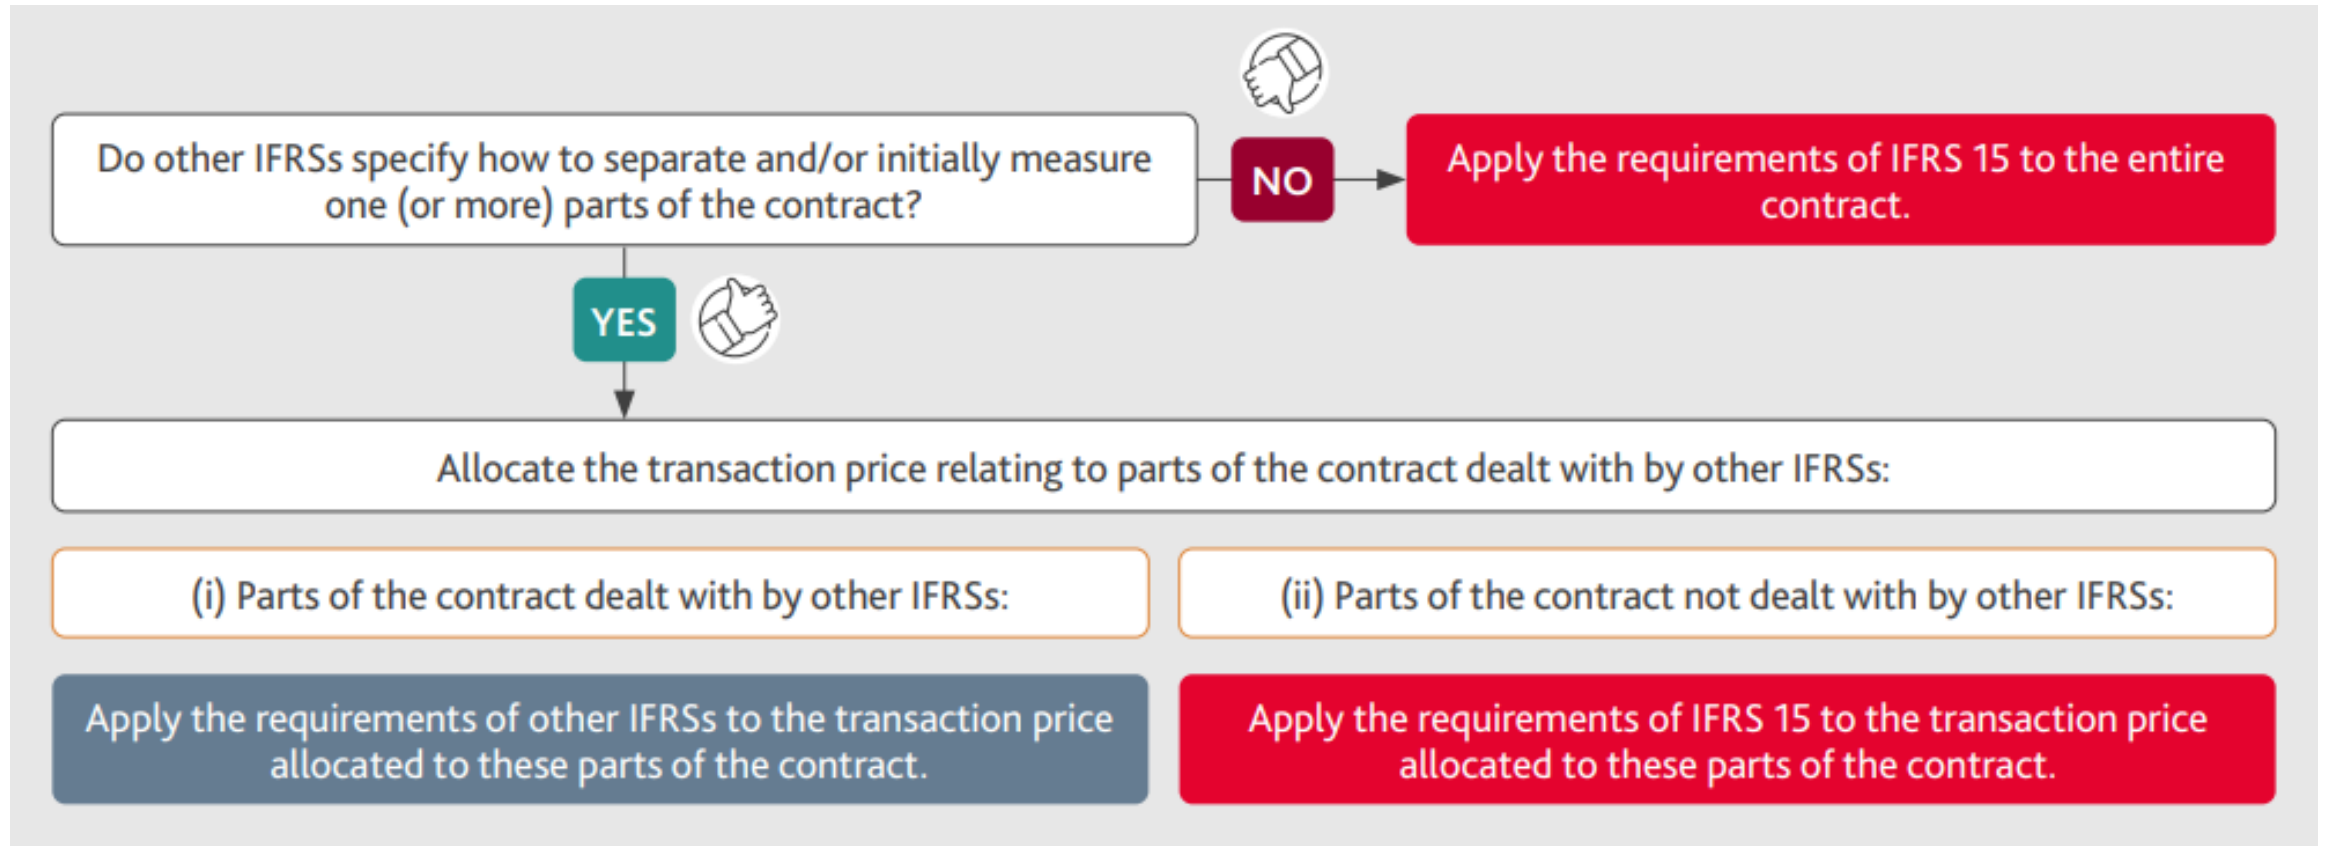 Do other IFRSs specify how to separate and/or initially measure
one (or more) parts of the contract?
NO
Apply the requirements of IFRS 15 to the entire
contract.
YES
Allocate the transaction price relating to parts of the contract dealt with by other IFRSs:
(i) Parts of the contract dealt with by other IFRSs:
(ii) Parts of the contract not dealt with by other IFRSs:
Apply the requirements of other IFRSs to the transaction price
allocated to these parts of the contract.
Apply the requirements of IFRS 15 to the transaction price
allocated to these parts of the contract.